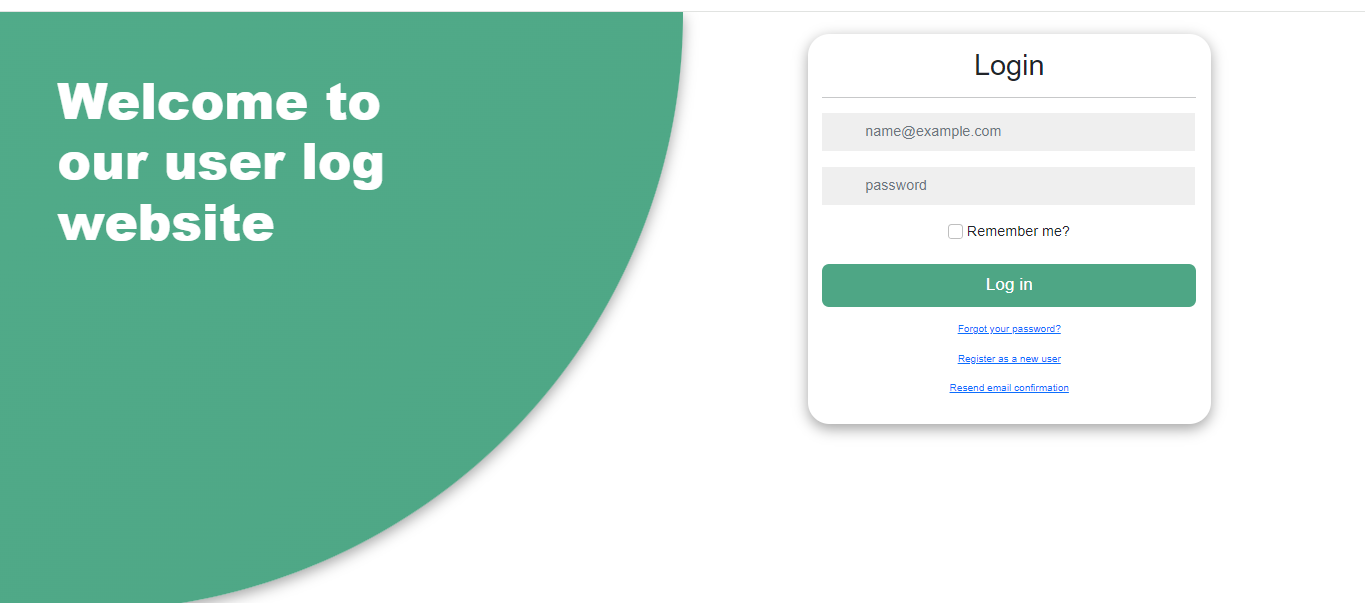 Welcome to
our user log
website
Login
name@example.com
password
Remember me?
Log in
Forgot your password?
Register as a new user
Resend email confirmation